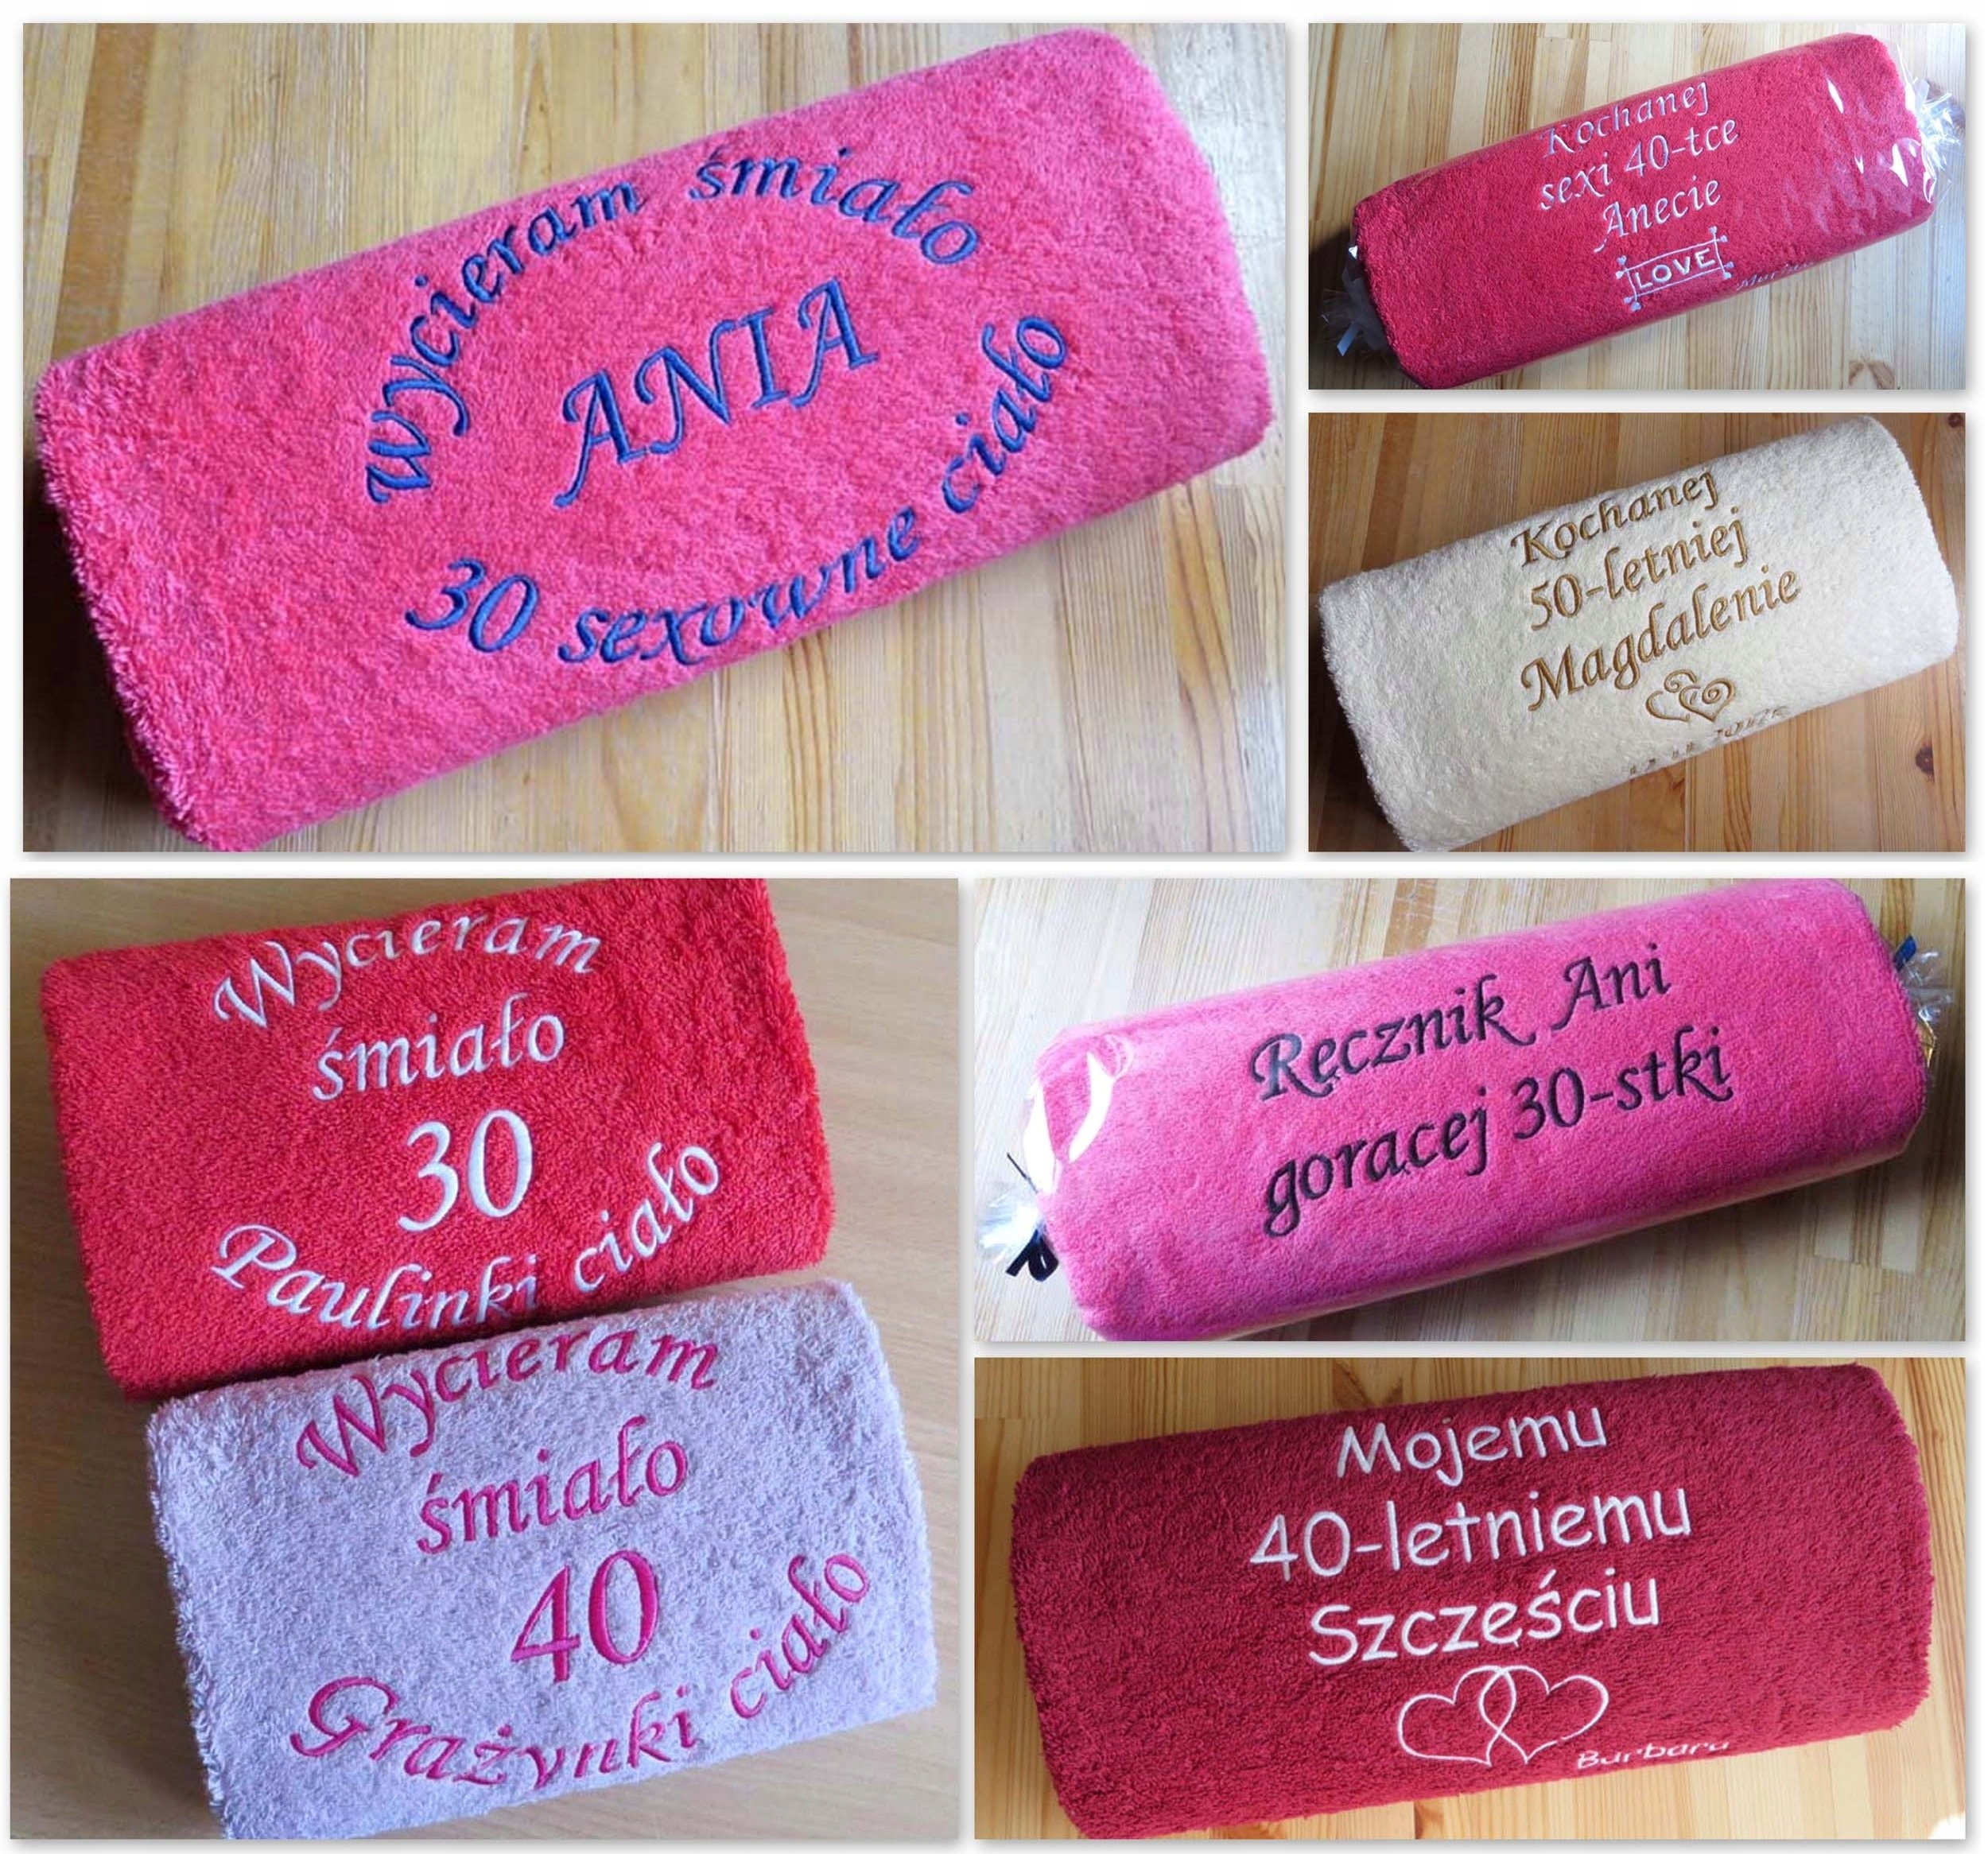 wycieram śmiało
ANIA
30 sexowne ciało
Kochanej
sexi 40-tce
Anecie
LOVE
Kochanej
50-letniej
Magdalenie
Wycieram
śmiało
30
Paulinki ciało
Wycieram
śmiało
40
Grażynki ciało
Ręcznik Ani
gorącej 30-stki
Mojemu
40-letniemu
Szczęściu
Barbara